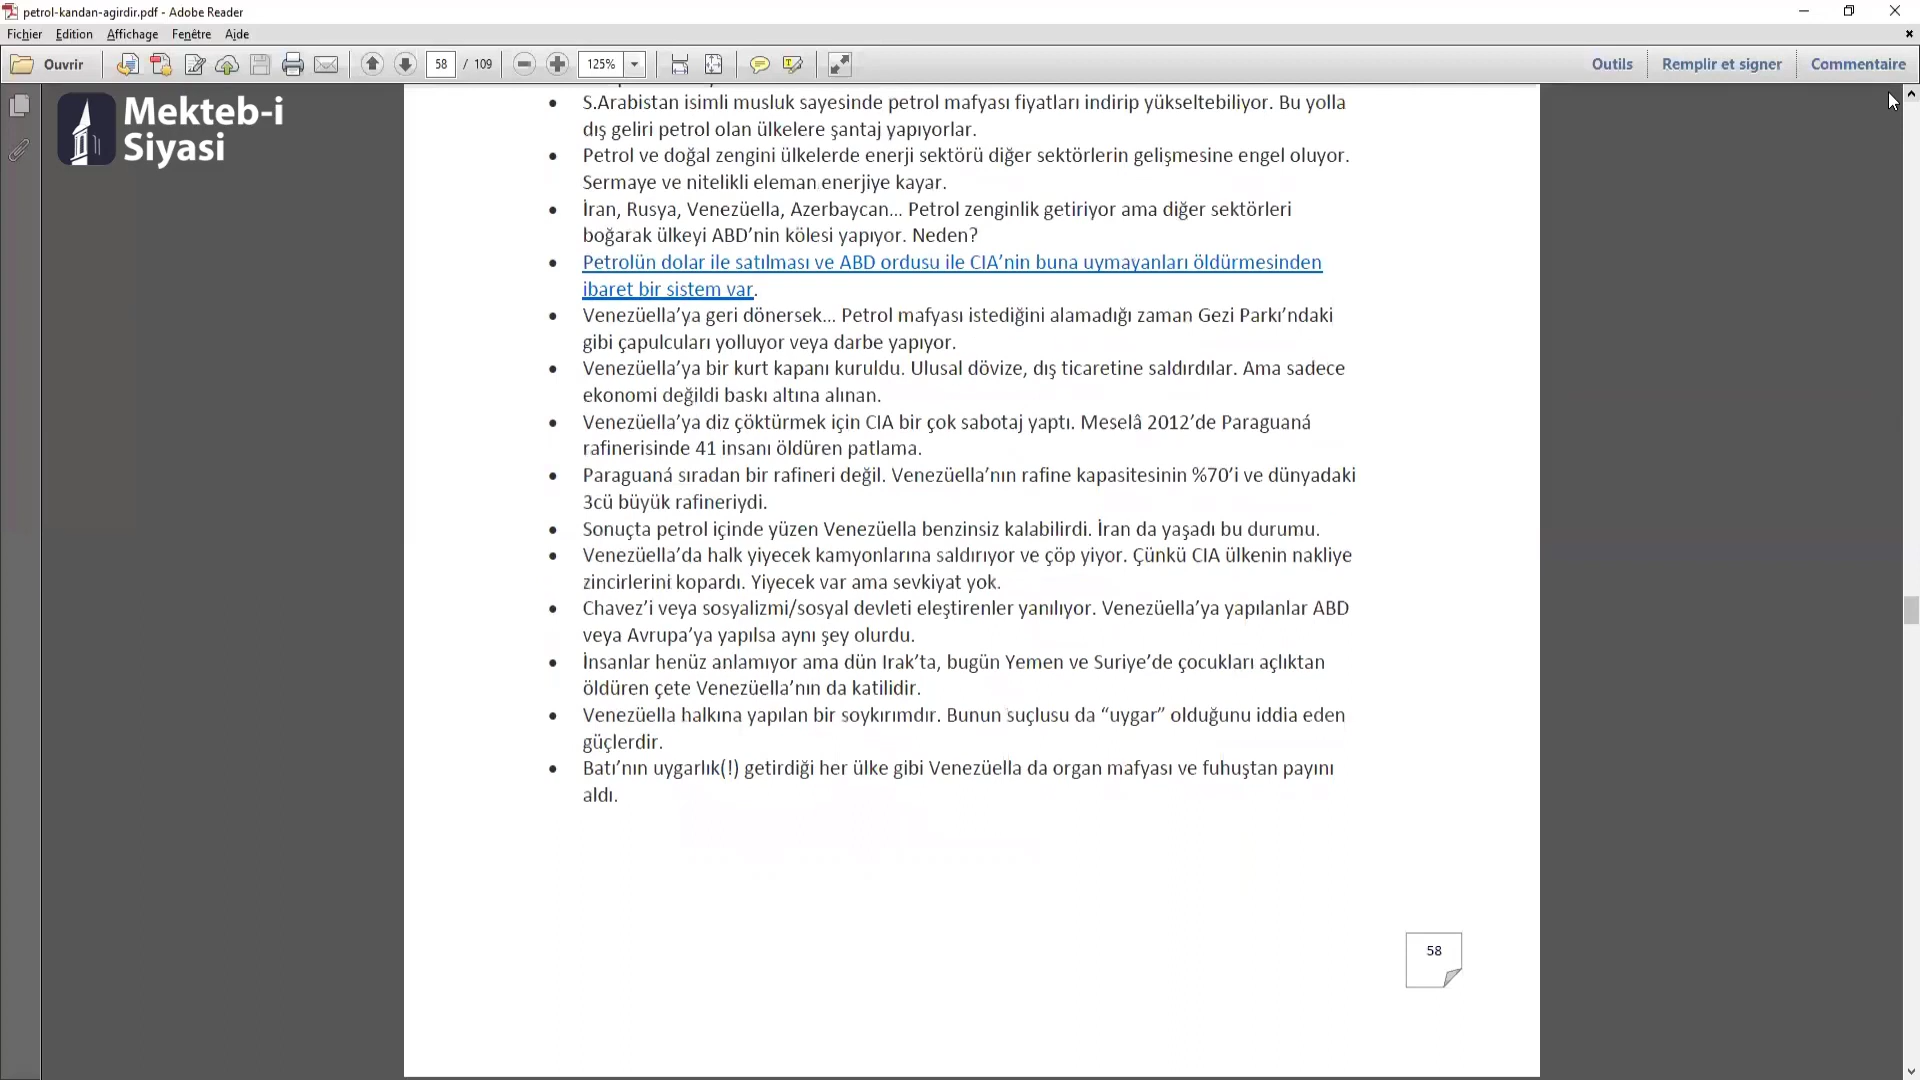 petrol-kandan-agirdir.pdf - Adobe Reader
Fichier Edition Affichage Fenêtre Aide
Ouvrir 58 / 109 125% Outils Remplir et signer Commentaire
Mekteb-i
Siyasi
• S.Arabistan isimli musluk sayesinde petrol mafyası fiyatları indirip yükseltebiliyor. Bu yolla
dış geliri petrol olan ülkelere şantaj yapıyorlar.
• Petrol ve doğal zengini ülkelerde enerji sektörü diğer sektörlerin gelişmesine engel oluyor.
Sermaye ve nitelikli eleman enerjiye kayar.
• İran, Rusya, Venezüella, Azerbaycan... Petrol zenginlik getiriyor ama diğer sektörleri
boğarak ülkeyi ABD’nin kölesi yapıyor. Neden?
• Petrolün dolar ile satılması ve ABD ordusu ile CIA’nin buna uymayanları öldürmesinden
ibaret bir sistem var.
• Venezüella’ya geri dönersek... Petrol mafyası istediğini alamadığı zaman Gezi Parkı’ndaki
gibi çapulcuları yolluyor veya darbe yapıyor.
• Venezüella’ya bir kurt kapanı kuruldu. Ulusal dövize, dış ticaretine saldırdılar. Ama sadece
ekonomi değildi baskı altına alınan.
• Venezüella’ya diz çöktürmek için CIA bir çok sabotaj yaptı. Meselâ 2012’de Paraguaná
rafinerisinde 41 insanı öldüren patlama.
• Paraguaná sıradan bir rafineri değil. Venezüella’nın rafine kapasitesinin %70’i ve dünyadaki
3cü büyük rafineriydi.
• Sonuçta petrol içinde yüzen Venezüella benzinsiz kalabilirdi. İran da yaşadı bu durumu.
• Venezüella’da halk yiyecek kamyonlarına saldırıyor ve çöp yiyor. Çünkü CIA ülkenin nakliye
zincirlerini kopardı. Yiyecek var ama sevkiyat yok.
• Chavez’i veya sosyalizmi/sosyal devleti eleştirenler yanılıyor. Venezüella’ya yapılanlar ABD
veya Avrupa’ya yapılsa aynı şey olurdu.
• İnsanlar henüz anlamıyor ama dün Irak’ta, bugün Yemen ve Suriye’de çocukları açlıktan
öldüren çete Venezüella’nın da katilidir.
• Venezüella halkına yapılan bir soykırımdır. Bunun suçlusu da “uygar” olduğunu iddia eden
güçlerdir.
• Batı’nın uygarlık(!) getirdiği her ülke gibi Venezüella da organ mafyası ve fuhuştan payını
aldı.
58